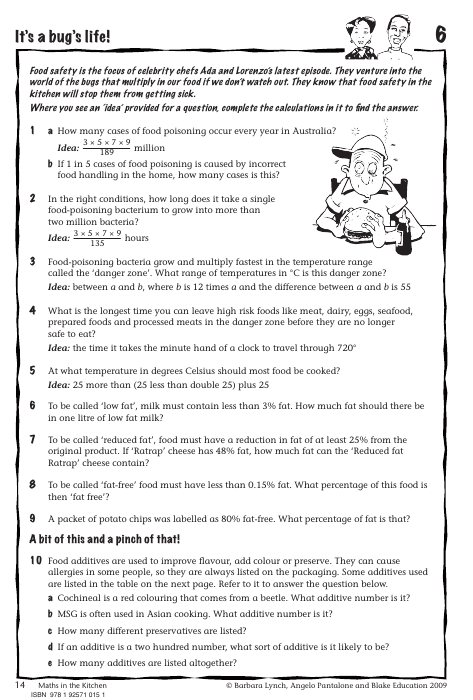 It's a bug's life!
6
Food safety is the focus of celebrity chefs Ada and Lorenzo's latest episode. They venture into the
world of the bugs that multiply in our food if we don't watch out. They know that food safety in the
kitchen will stop them from getting sick.
Where you see an 'idea' provided for a question, complete the calculations in it to find the answer.
1 a How many cases of food poisoning occur every year in Australia?
Idea: 3 × 5 × 7 × 9 / 189 million
b If 1 in 5 cases of food poisoning is caused by incorrect
food handling in the home, how many cases is this?
2 In the right conditions, how long does it take a single
food-poisoning bacterium to grow into more than
two million bacteria?
Idea: 3 × 5 × 7 × 9 / 135 hours
3 Food-poisoning bacteria grow and multiply fastest in the temperature range
called the 'danger zone'. What range of temperatures in °C is this danger zone?
Idea: between a and b, where b is 12 times a and the difference between a and b is 55
4 What is the longest time you can leave high risk foods like meat, dairy, eggs, seafood,
prepared foods and processed meats in the danger zone before they are no longer
safe to eat?
Idea: the time it takes the minute hand of a clock to travel through 720°
5 At what temperature in degrees Celsius should most food be cooked?
Idea: 25 more than (25 less than double 25) plus 25
6 To be called 'low fat', milk must contain less than 3% fat. How much fat should there be
in one litre of low fat milk?
7 To be called 'reduced fat', food must have a reduction in fat of at least 25% from the
original product. If 'Ratrap' cheese has 48% fat, how much fat can the 'Reduced fat
Ratrap' cheese contain?
8 To be called 'fat-free' food must have less than 0.15% fat. What percentage of this food is
then 'fat free'?
9 A packet of potato chips was labelled as 80% fat-free. What percentage of fat is that?
A bit of this and a pinch of that!
10 Food additives are used to improve flavour, add colour or preserve. They can cause
allergies in some people, so they are always listed on the packaging. Some additives used
are listed in the table on the next page. Refer to it to answer the question below.
a Cochineal is a red colouring that comes from a beetle. What additive number is it?
b MSG is often used in Asian cooking. What additive number is it?
c How many different preservatives are listed?
d If an additive is a two hundred number, what sort of additive is it likely to be?
e How many additives are listed altogether?
14 Maths in the Kitchen © Barbara Lynch, Angelo Pantalone and Blake Education 2009
ISBN 978 1 92571 015 1